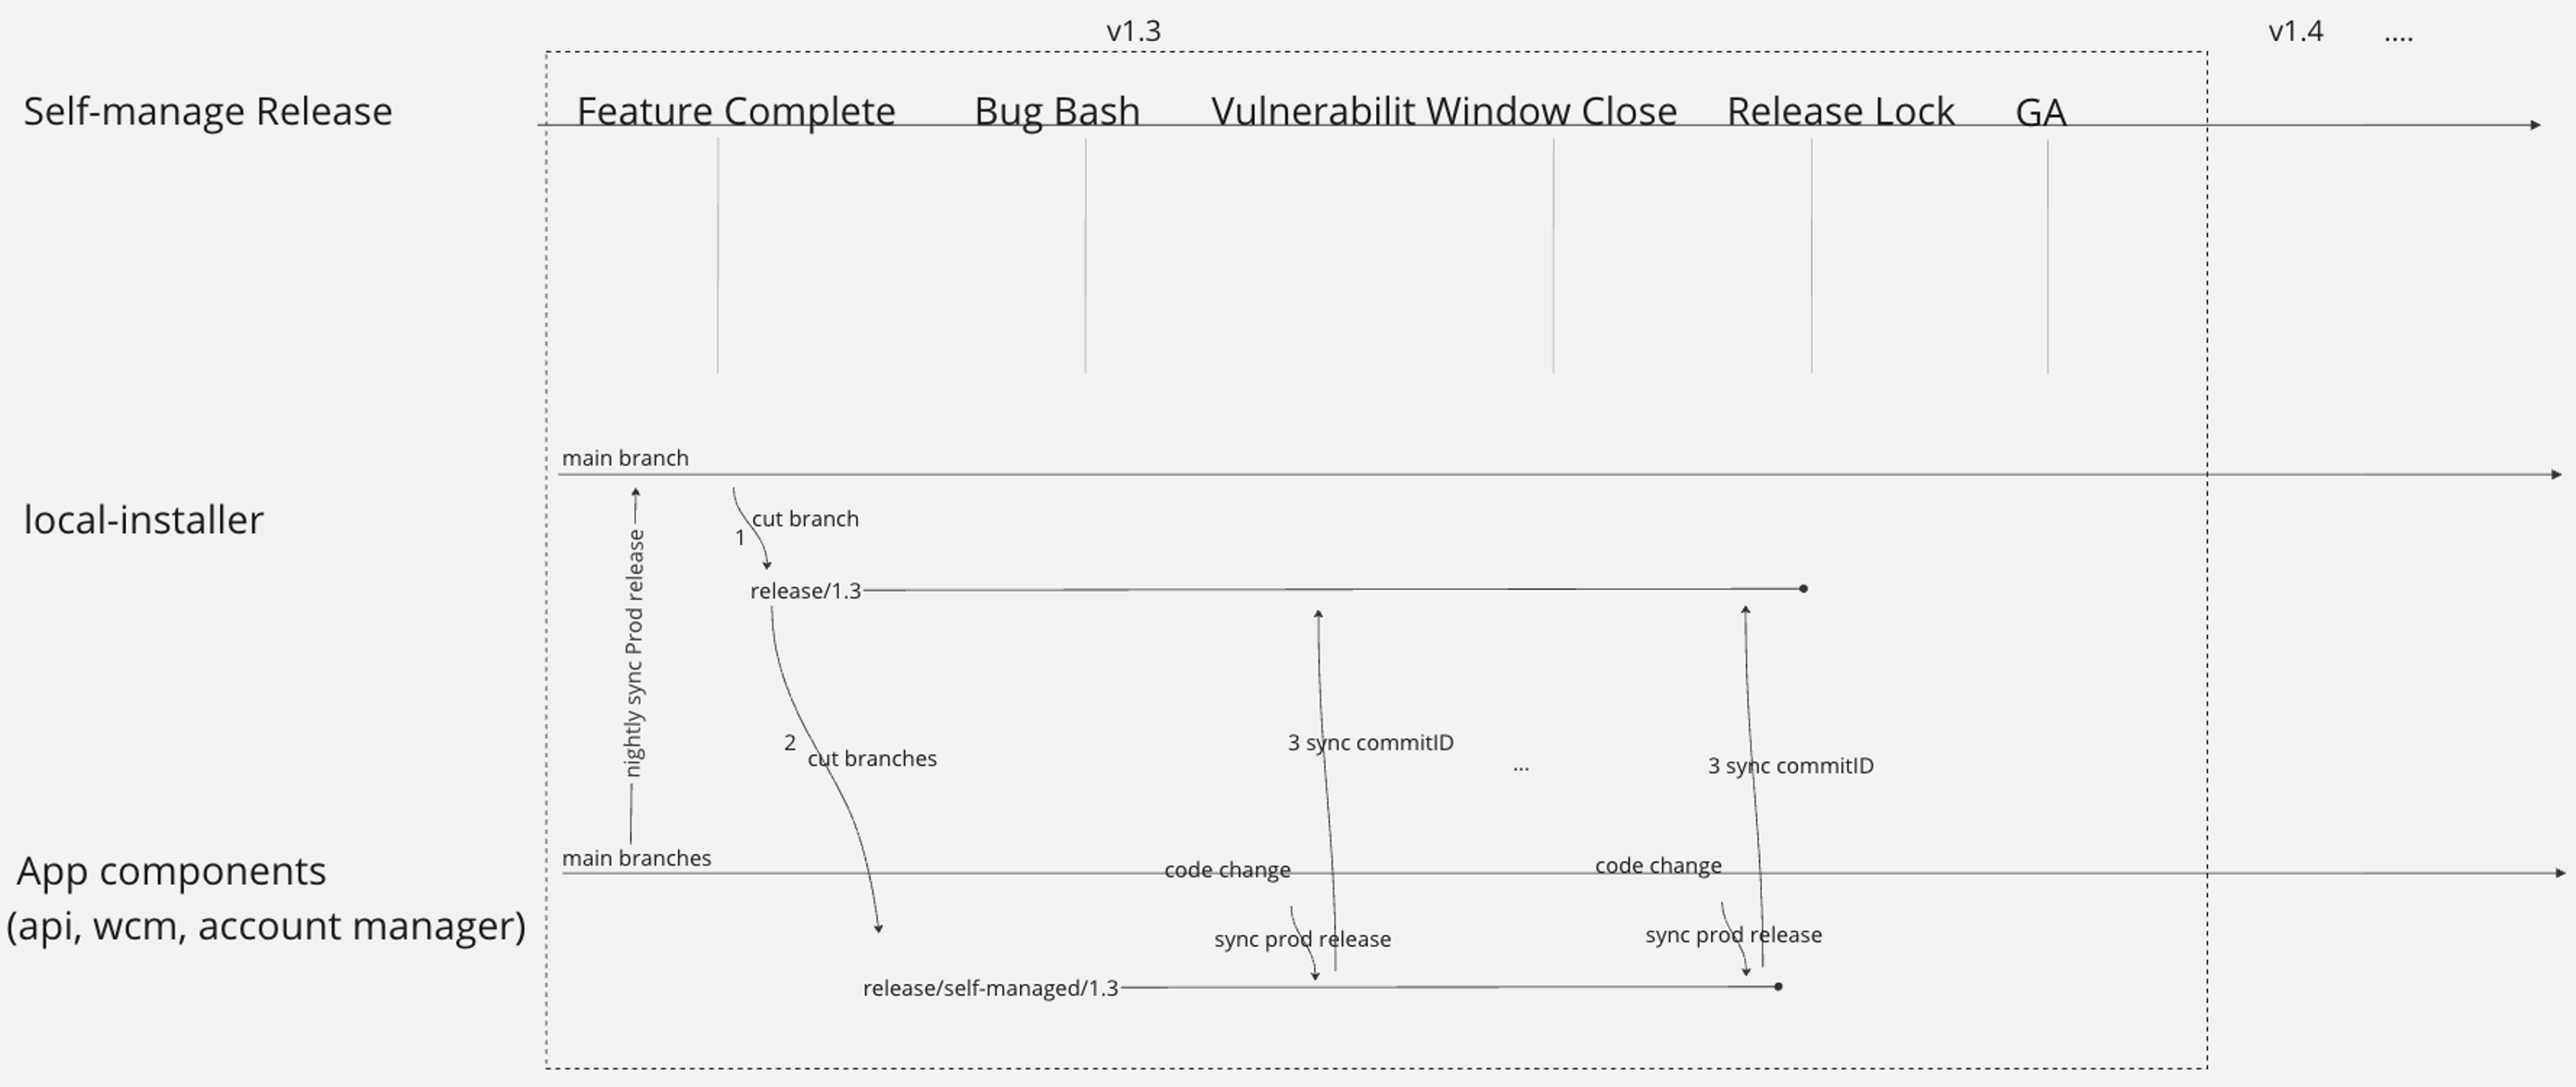 v1.3
v1.4
....
Self-manage Release
Feature Complete
Bug Bash
Vulnerabilit Window Close
Release Lock
GA
main branch
local-installer
cut branch
1
release/1.3
nightly sync Prod release
2
cut branches
3 sync commitID
...
3 sync commitID
main branches
App components
(api, wcm, account manager)
code change
code change
sync prod release
sync prod release
release/self-managed/1.3